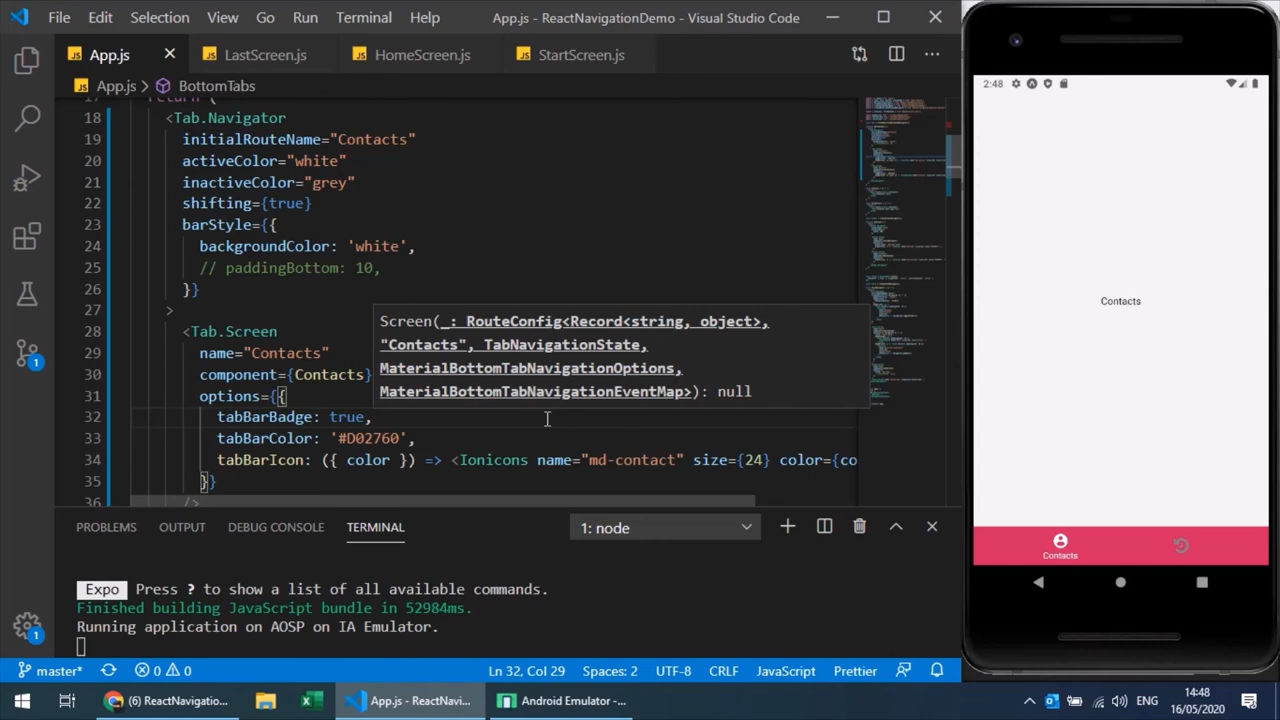 File Edit Selection View Go Run Terminal Help App.js - ReactNavigationDemo - Visual Studio Code
JS App.js JS LastScreen.js JS HomeScreen.js JS StartScreen.js
JS App.js > BottomTabs
17 return (
18 <Tab.Navigator
19 initialRouteName="Contacts"
20 activeColor="white"
21 inactiveColor="grey"
22 shifting={true}
23 barStyle={{
24 backgroundColor: 'white',
25 // paddingBottom: 10,
26 }}
27
28 <Tab.Screen
29 name="Contacts"
30 component={Contacts}
31 options={{
32 tabBarBadge: true,
33 tabBarColor: '#D02760',
34 tabBarIcon: ({ color }) => <Ionicons name="md-contact" size={24} color={co
35 }}
36 />
Screen(
string, object>,
"Contacts", TabNavigationState,
MaterialBottomTabNavigationOptions,
MaterialBottomTabNavigationEventMap>): null
PROBLEMS OUTPUT DEBUG CONSOLE TERMINAL 1: node
Expo Press ? to show a list of all available commands.
Finished building JavaScript bundle in 52984ms.
Running application on AOSP on IA Emulator.
1
1
master* 0 0 Ln 32, Col 29 Spaces: 2 UTF-8 CRLF JavaScript Prettier
(6) ReactNavigatio... App.js - ReactNavi... Android Emulator -... ENG 14:48
16/05/2020
2:48
Contacts
Contacts